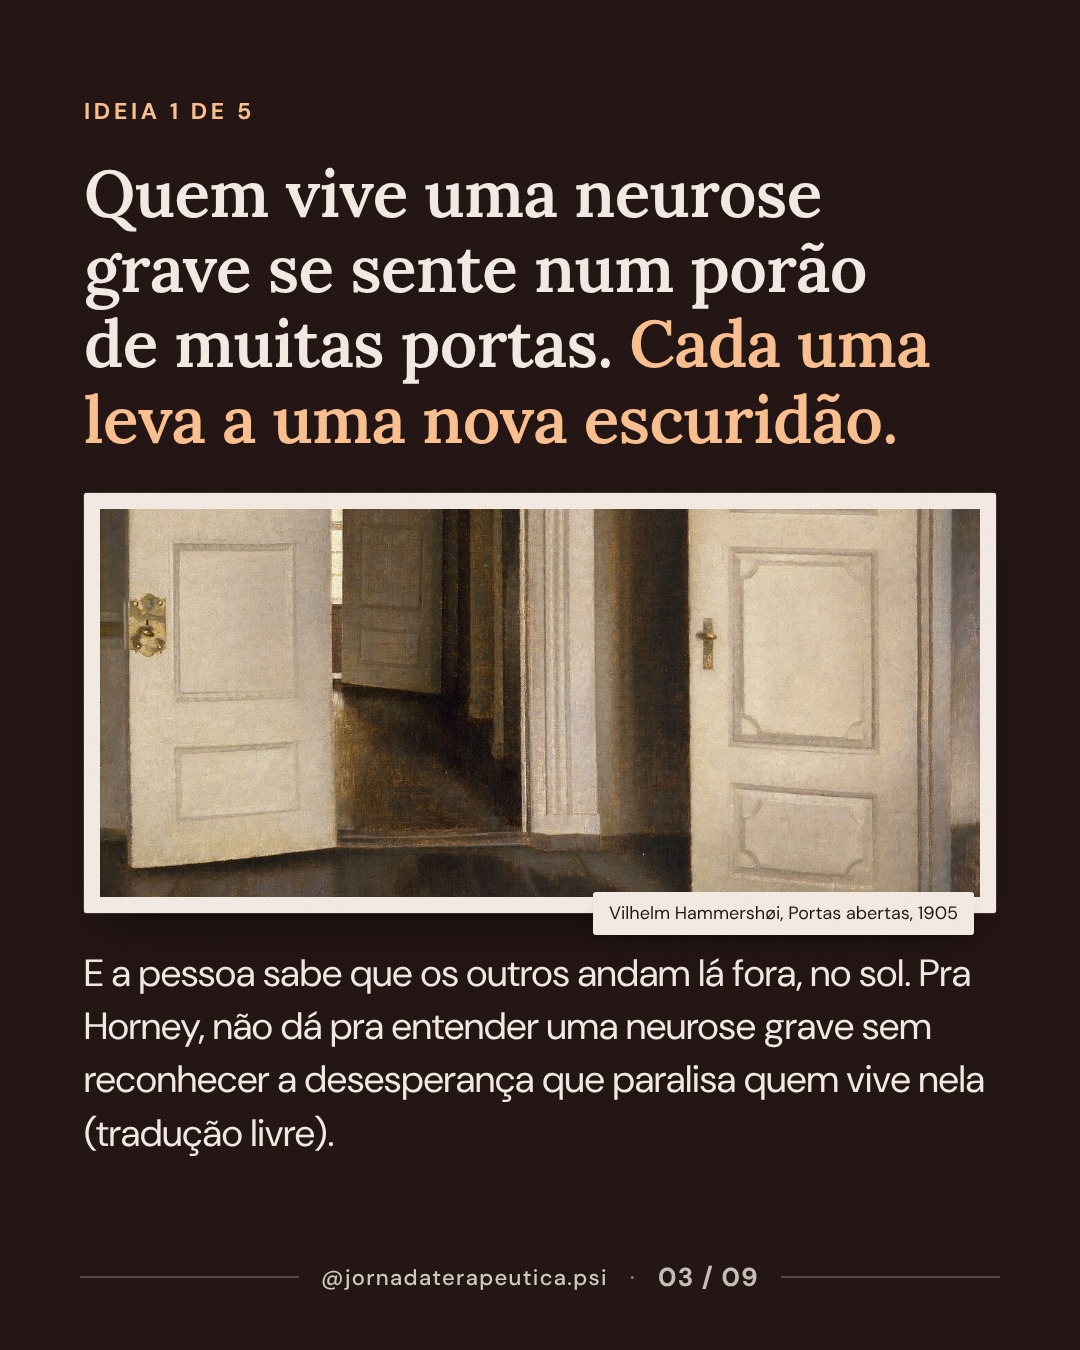 IDEIA 1 DE 5
Quem vive uma neurose
grave se sente num porão
de muitas portas. Cada uma
leva a uma nova escuridão.
Vilhelm Hammershøi, Portas abertas, 1905
E a pessoa sabe que os outros andam lá fora, no sol. Pra
Horney, não dá pra entender uma neurose grave sem
reconhecer a desesperança que paralisa quem vive nela
(tradução livre).
@jornadaterapeutica.psi · 03 / 09